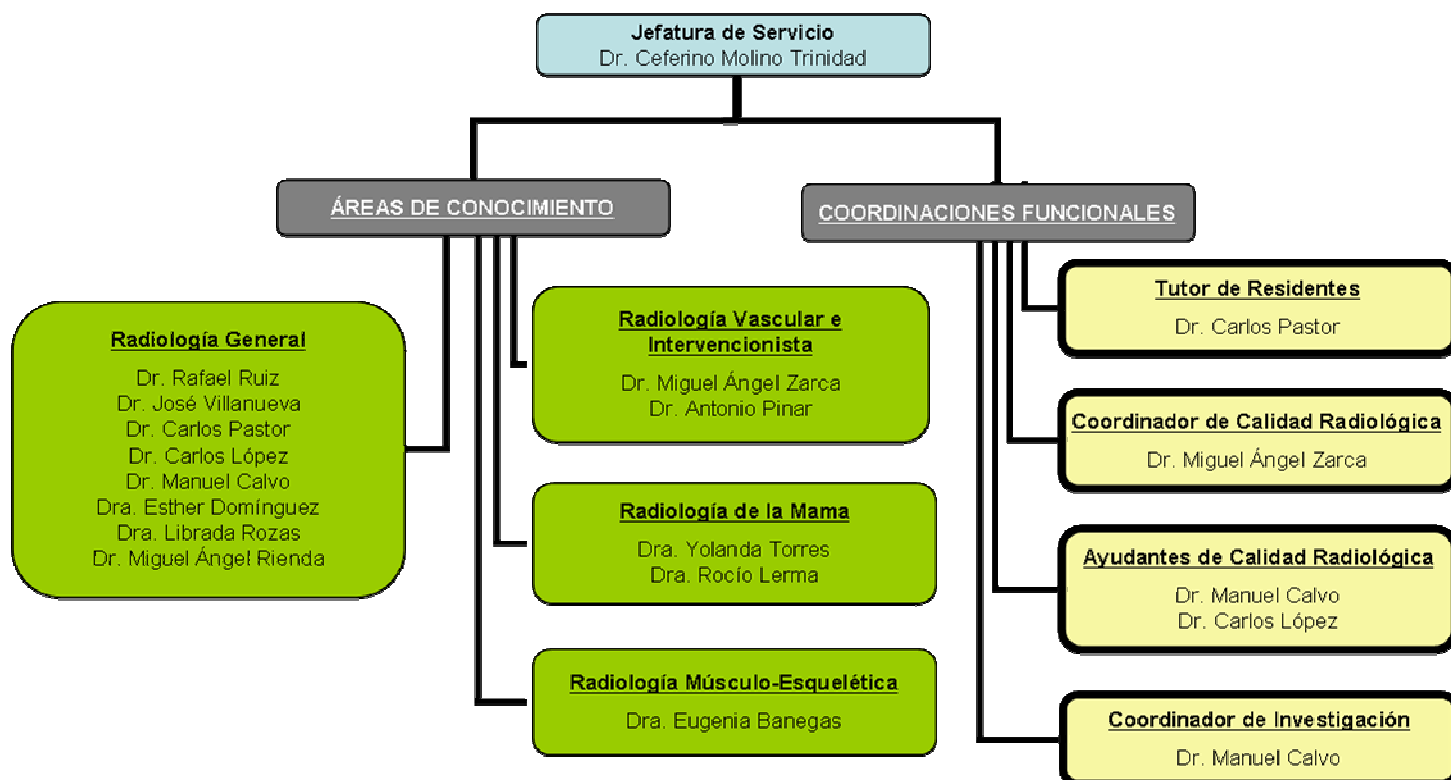 Jefatura de Servicio
Dr. Ceferino Molino Trinidad
ÁREAS DE CONOCIMIENTO
COORDINACIONES FUNCIONALES
Radiología General
Dr. Rafael Ruiz
Dr. José Villanueva
Dr. Carlos Pastor
Dr. Carlos López
Dr. Manuel Calvo
Dra. Esther Domínguez
Dra. Librada Rozas
Dr. Miguel Ángel Rienda
Radiología Vascular e
Intervencionista
Dr. Miguel Ángel Zarca
Dr. Antonio Pinar
Radiología de la Mama
Dra. Yolanda Torres
Dra. Rocío Lerma
Radiología Músculo-Esquelética
Dra. Eugenia Banegas
Tutor de Residentes
Dr. Carlos Pastor
Coordinador de Calidad Radiológica
Dr. Miguel Ángel Zarca
Ayudantes de Calidad Radiológica
Dr. Manuel Calvo
Dr. Carlos López
Coordinador de Investigación
Dr. Manuel Calvo